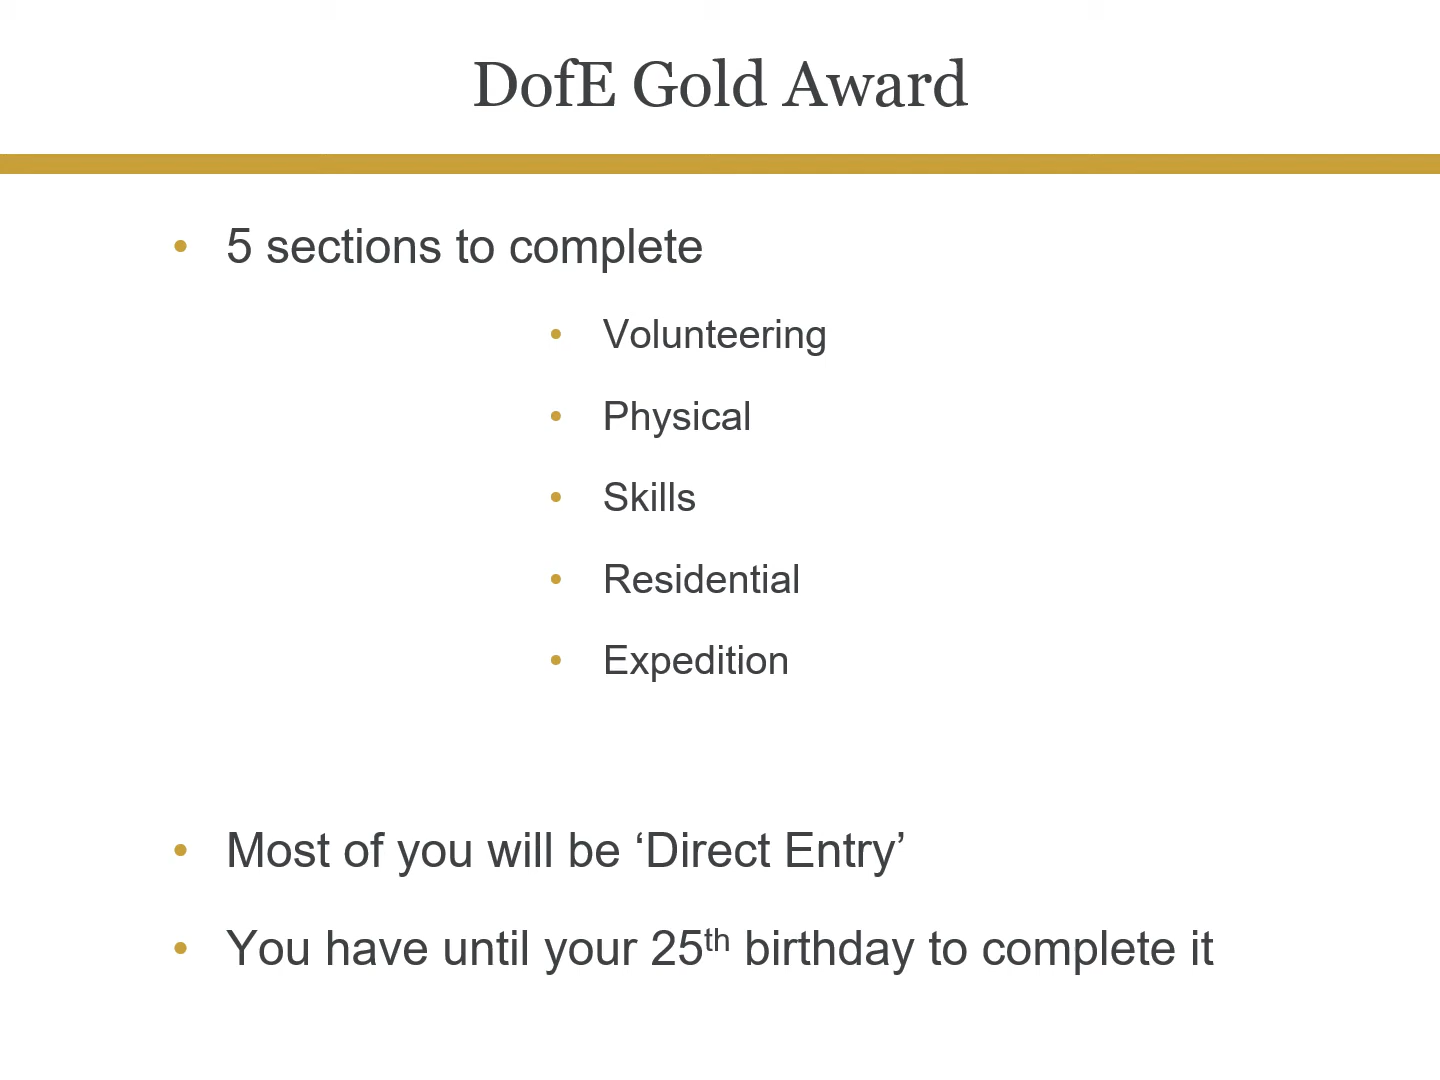 DofE Gold Award
• 5 sections to complete
• Volunteering
• Physical
• Skills
• Residential
• Expedition
• Most of you will be ‘Direct Entry’
• You have until your 25th birthday to complete it